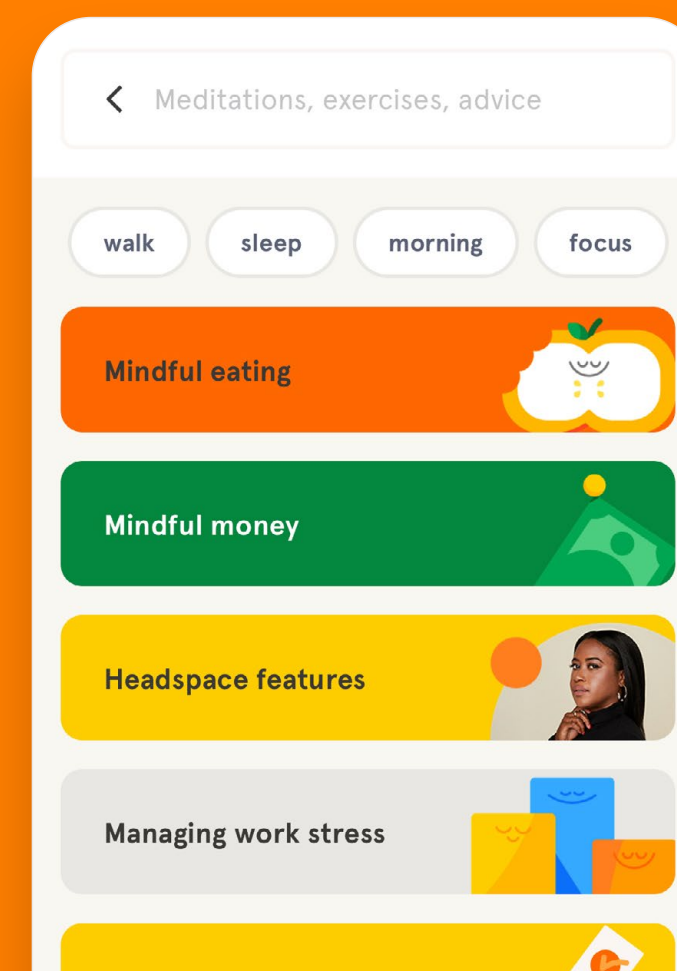 Meditations, exercises, advice
walk sleep morning focus
Mindful eating
Mindful money
Headspace features
Managing work stress